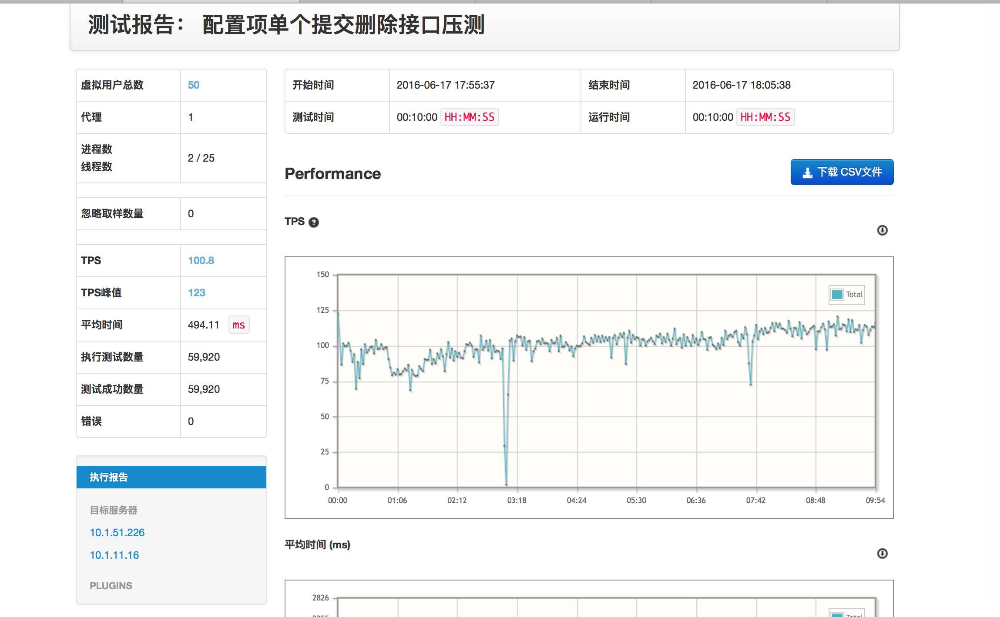 测试报告： 配置项单个提交删除接口压测
虚拟用户总数 50
代理 1
进程数
线程数
2 / 25
忽略取样数量 0
TPS 100.8
TPS峰值 123
平均时间 494.11 ms
执行测试数量 59,920
测试成功数量 59,920
错误 0
执行报告
目标服务器
10.1.51.226
10.1.11.16
PLUGINS
开始时间 2016-06-17 17:55:37 结束时间 2016-06-17 18:05:38
测试时间 00:10:00 HH:MM:SS 运行时间 00:10:00 HH:MM:SS
Performance
下载 CSV文件
TPS ?
150
125
100
75
50
25
0
Total
00:00 01:06 02:12 03:18 04:24 05:30 06:36 07:42 08:48 09:54
平均时间 (ms)
2826